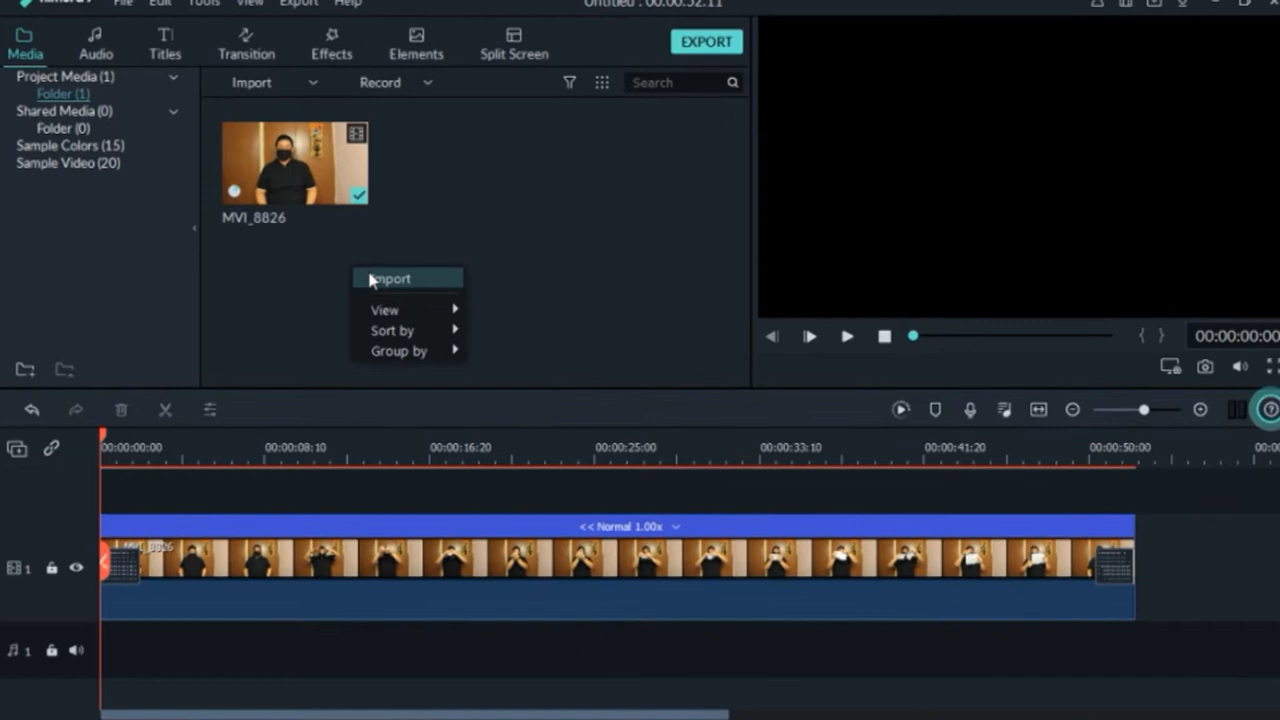 File Edit Tools View Export Help Untitled : 00:00:52:11
Media Audio Titles Transition Effects Elements Split Screen EXPORT
Project Media (1) Import Record Search
Folder (1)
Shared Media (0)
Folder (0)
Sample Colors (15)
Sample Video (20)
MVI_8826
Import
View
Sort by
Group by
00:00:00:00
00:00:00:00 00:00:08:10 00:00:16:20 00:00:25:00 00:00:33:10 00:00:41:20 00:00:50:00
<< Normal 1.00x
MVI_8826
1
1